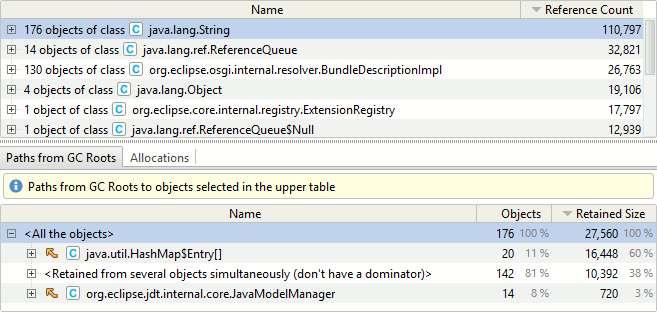 Name Reference Count
176 objects of class C java.lang.String 110,797
14 objects of class C java.lang.ref.ReferenceQueue 32,821
130 objects of class C org.eclipse.osgi.internal.resolver.BundleDescriptionImpl 26,763
4 objects of class C java.lang.Object 19,106
1 object of class C org.eclipse.core.internal.registry.ExtensionRegistry 17,797
1 object of class C java.lang.ref.ReferenceQueue$Null 12,939
Paths from GC Roots Allocations
Paths from GC Roots to objects selected in the upper table
Name Objects Retained Size
<All the objects> 176 100 % 27,560 100 %
C java.util.HashMap$Entry[] 20 11 % 16,448 60 %
<Retained from several objects simultaneously (don't have a dominator)> 142 81 % 10,392 38 %
C org.eclipse.jdt.internal.core.JavaModelManager 14 8 % 720 3 %